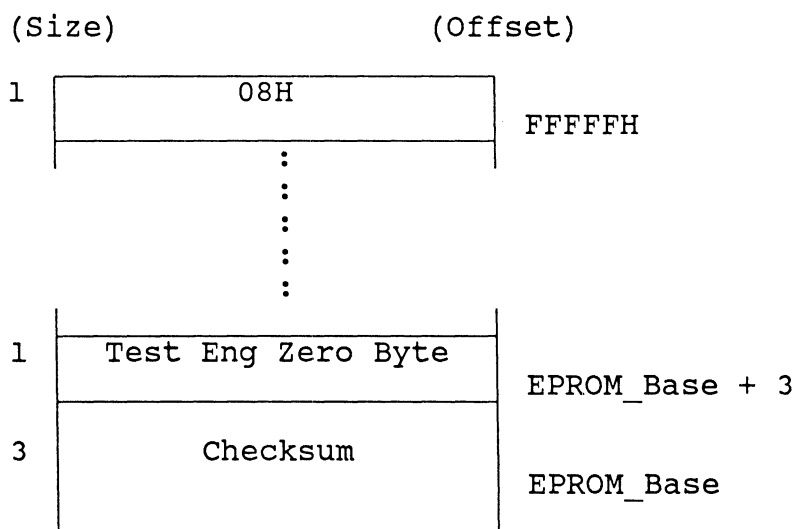 (Size) (Offset)
1 08H
FFFFFH
:
:
:
:
:
1 Test Eng Zero Byte
EPROM_Base + 3
3 Checksum
EPROM_Base